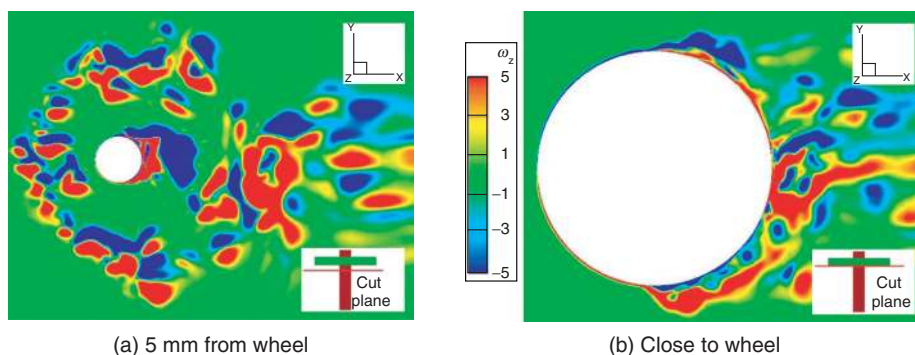 Y
Z
X
Cut
plane
(a) 5 mm from wheel
ω_z
5
3
1
−1
−3
−5
Y
Z
X
Cut
plane
(b) Close to wheel